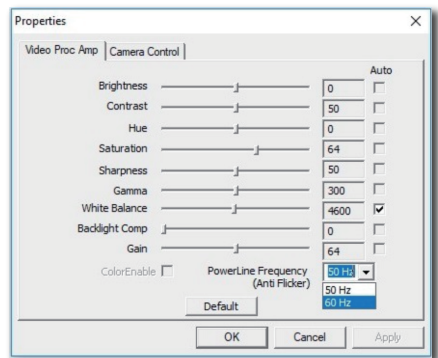 Properties
Video Proc Amp Camera Control
Auto
Brightness 0
Contrast 50
Hue 0
Saturation 64
Sharpness 50
Gamma 300
White Balance 4600
Backlight Comp 0
Gain 64
ColorEnable PowerLine Frequency 50 Hz
(Anti Flicker)
50 Hz
60 Hz
Default
OK Cancel Apply